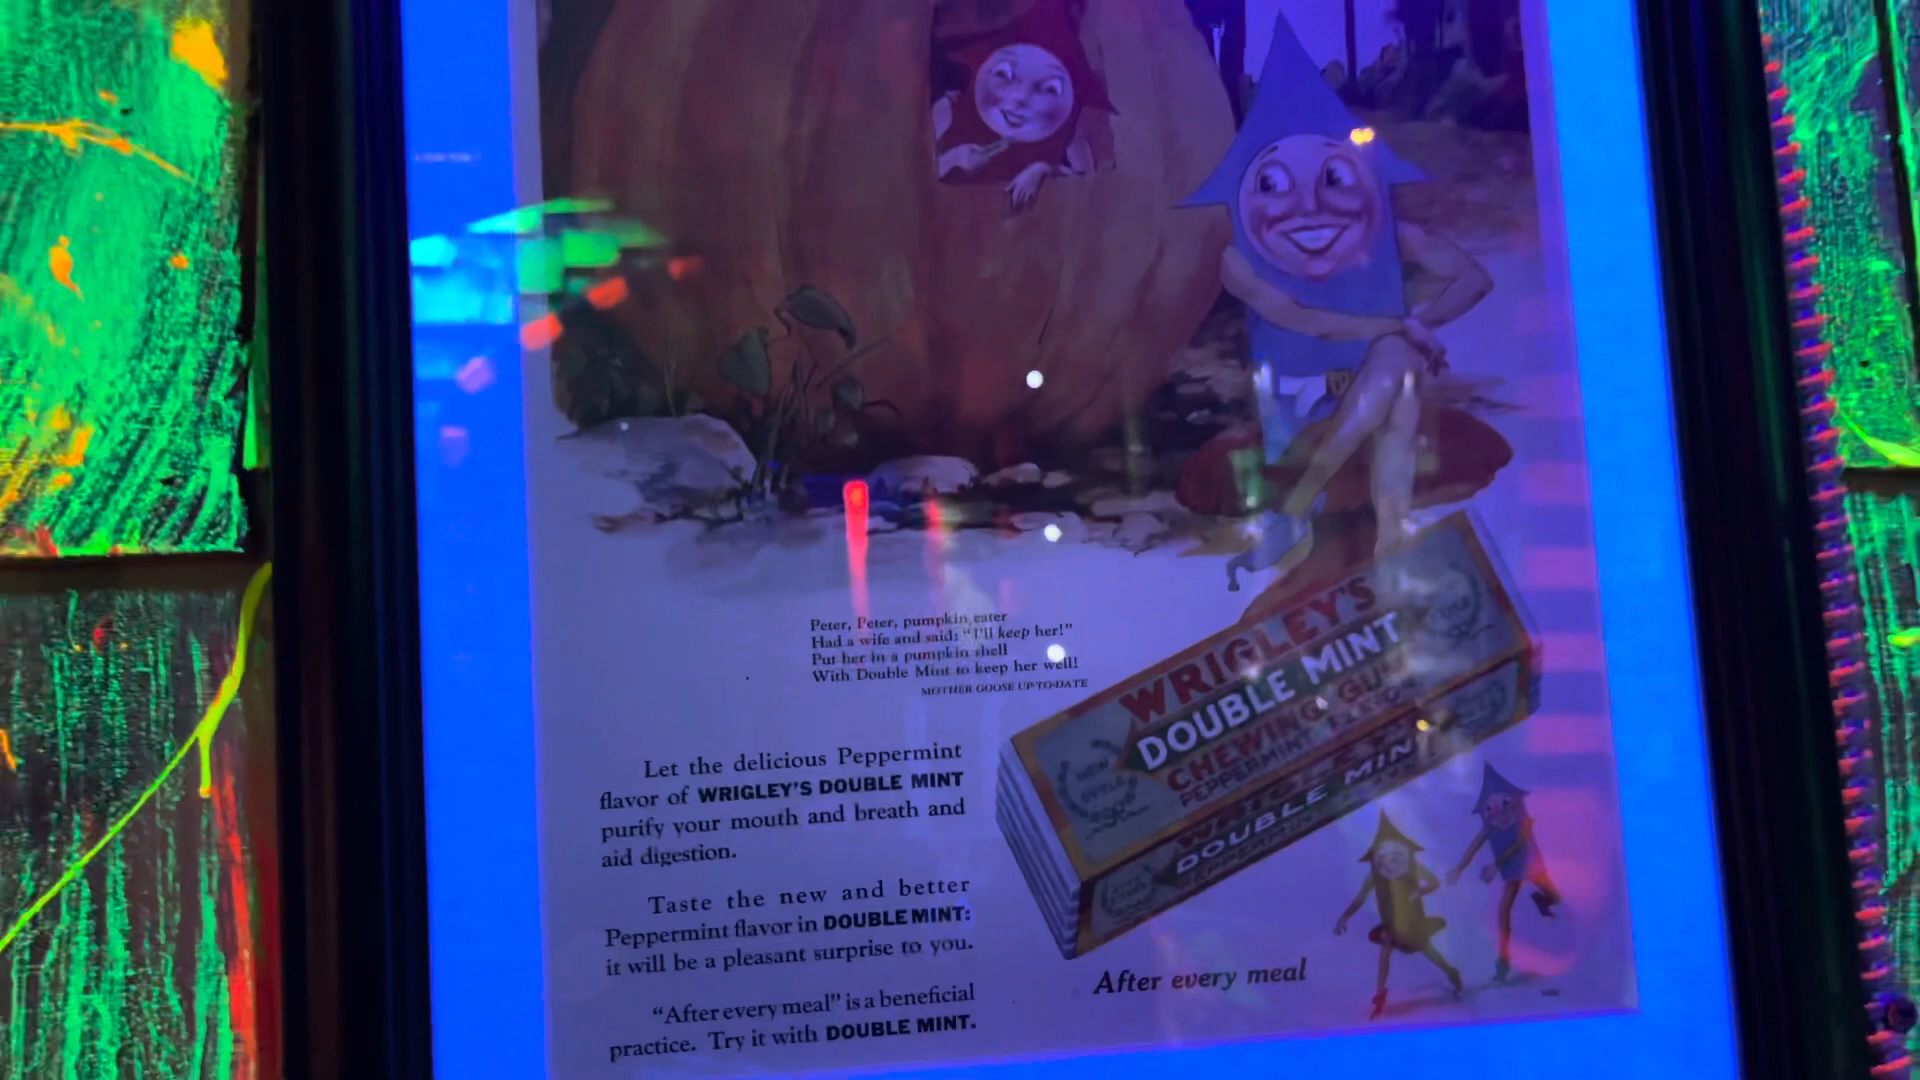 Peter, Peter, pumpkin eater
Had a wife and said: "I'll keep her!"
Put her in a pumpkin shell
With Double Mint to keep her well!
MOTHER GOOSE UP-TO-DATE
WRIGLEY'S
DOUBLE MINT
CHEWING GUM
PEPPERMINT
NEW
STYLE
WRIGLEY'S
DOUBLE MINT
Let the delicious Peppermint
flavor of WRIGLEY'S DOUBLE MINT
purify your mouth and breath and
aid digestion.
Taste the new and better
Peppermint flavor in DOUBLE MINT:
it will be a pleasant surprise to you.
"After every meal" is a beneficial
practice. Try it with DOUBLE MINT.
After every meal